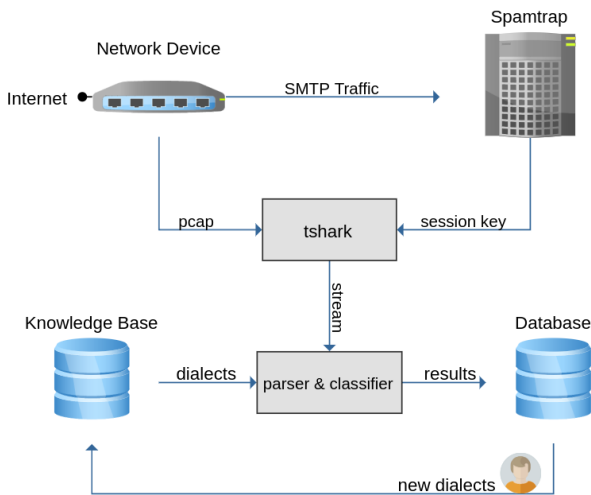 Spamtrap
Network Device
Internet
SMTP Traffic
pcap
session key
tshark
stream
Knowledge Base
Database
dialects
parser & classifier
results
new dialects